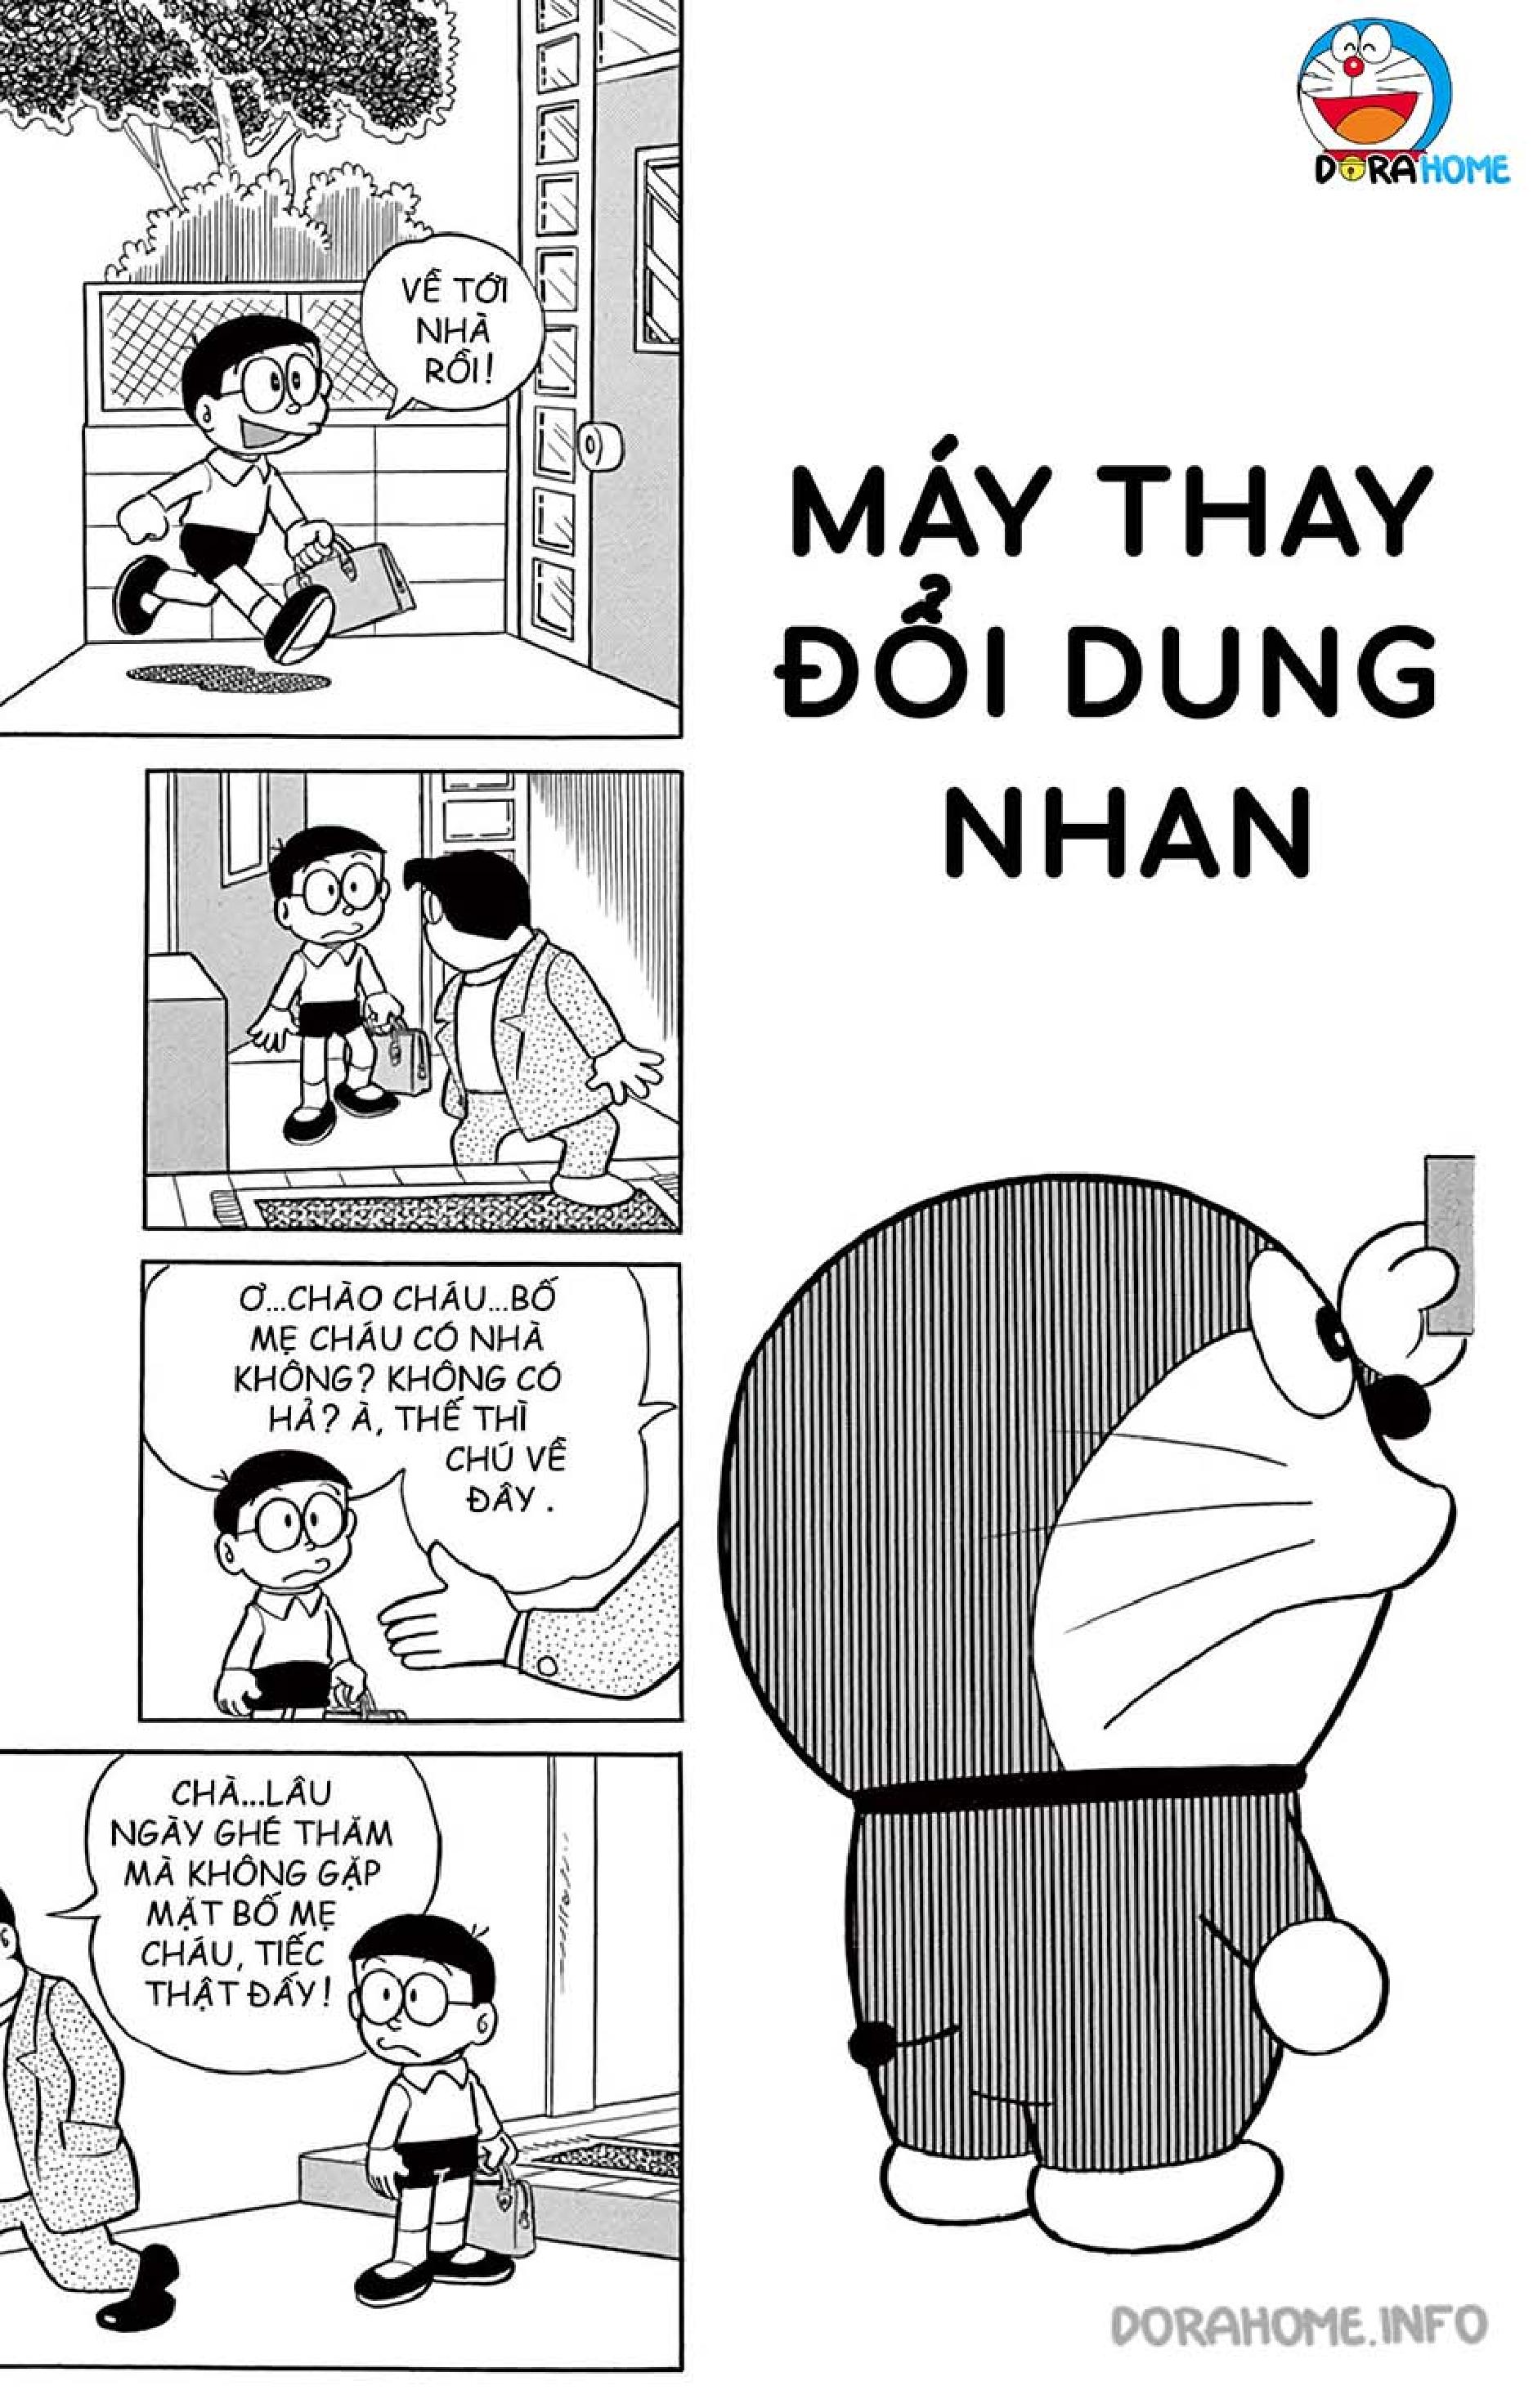 DORAHOME
MÁY THAY
ĐỔI DUNG
NHAN
VỀ TỚI
NHÀ
RỒI!
Ơ...CHÀO CHÁU...BỐ
MẸ CHÁU CÓ NHÀ
KHÔNG? KHÔNG CÓ
HẢ? À, THẾ THÌ
CHÚ VỀ
ĐÂY.
CHÀ...LÂU
NGÀY GHÉ THĂM
MÀ KHÔNG GẶP
MẶT BỐ MẸ
CHÁU, TIẾC
THẬT ĐẤY!
DORAHOME.INFO